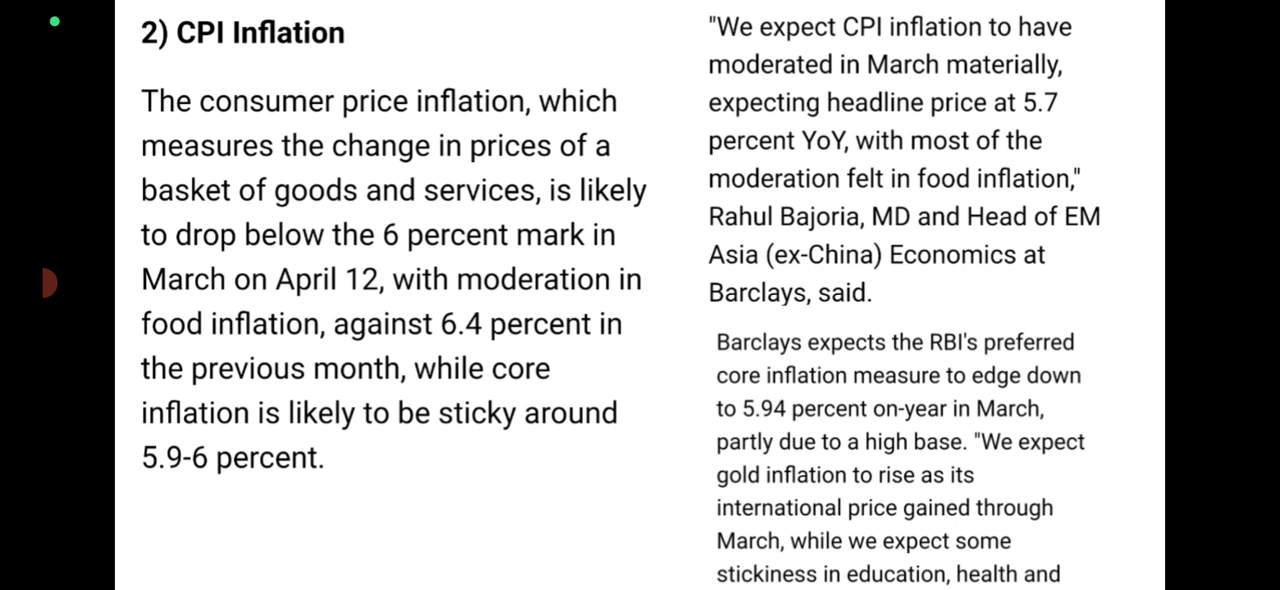 2) CPI Inflation
The consumer price inflation, which
measures the change in prices of a
basket of goods and services, is likely
to drop below the 6 percent mark in
March on April 12, with moderation in
food inflation, against 6.4 percent in
the previous month, while core
inflation is likely to be sticky around
5.9-6 percent.
"We expect CPI inflation to have
moderated in March materially,
expecting headline price at 5.7
percent YoY, with most of the
moderation felt in food inflation,"
Rahul Bajoria, MD and Head of EM
Asia (ex-China) Economics at
Barclays, said.
Barclays expects the RBI's preferred
core inflation measure to edge down
to 5.94 percent on-year in March,
partly due to a high base. "We expect
gold inflation to rise as its
international price gained through
March, while we expect some
stickiness in education, health and